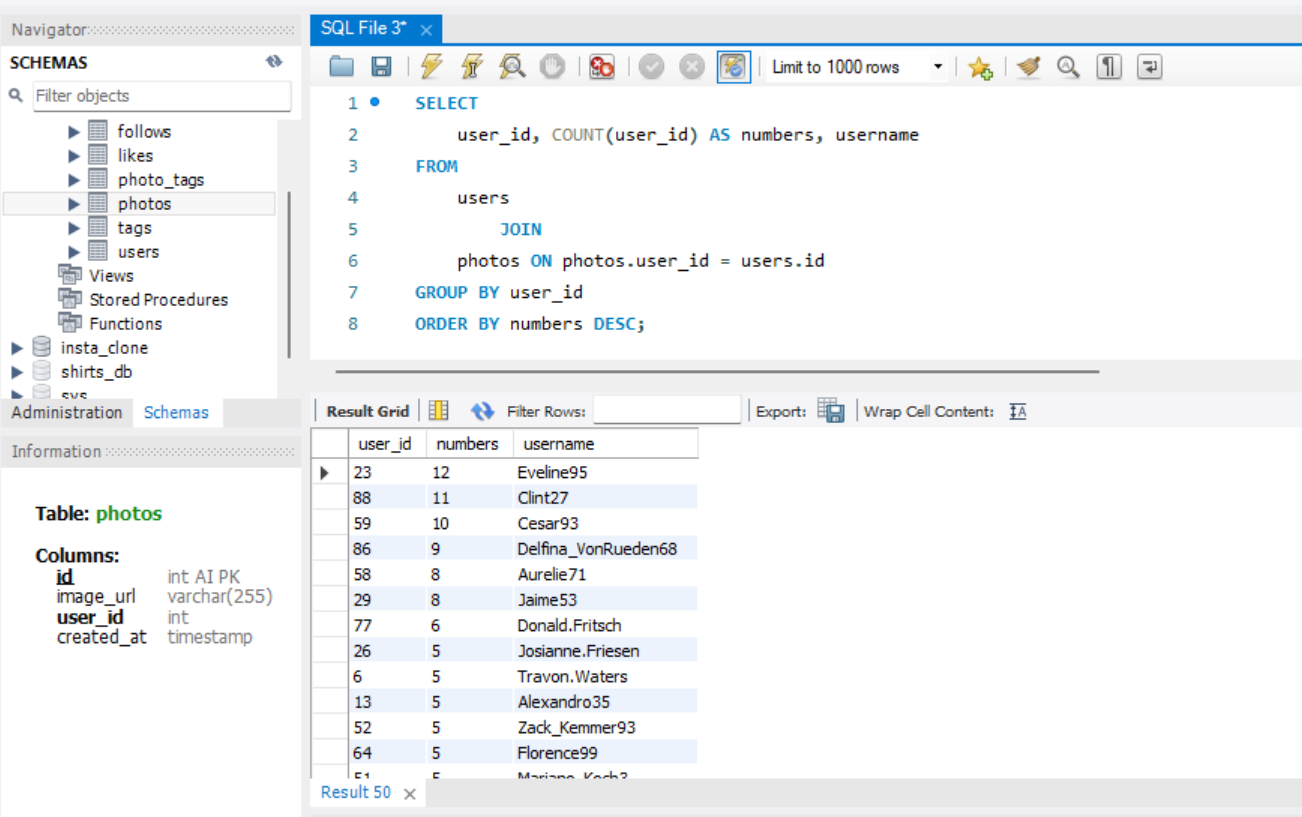 Navigator
SCHEMAS
Filter objects
follows
likes
photo_tags
photos
tags
users
Views
Stored Procedures
Functions
insta_clone
shirts_db
sys
Administration Schemas
Information
Table: photos
Columns:
id int AI PK
image_url varchar(255)
user_id int
created_at timestamp
SQL File 3*
Limit to 1000 rows
1 SELECT
2 user_id, COUNT(user_id) AS numbers, username
3 FROM
4 users
5 JOIN
6 photos ON photos.user_id = users.id
7 GROUP BY user_id
8 ORDER BY numbers DESC;
Result Grid Filter Rows: Export: Wrap Cell Content: IA
user_id numbers username
23 12 Eveline95
88 11 Clint27
59 10 Cesar93
86 9 Delfina_VonRueden68
58 8 Aurelie71
29 8 Jaime53
77 6 Donald.Fritsch
26 5 Josianne.Friesen
6 5 Travon.Waters
13 5 Alexandro35
52 5 Zack_Kemmer93
64 5 Florence99
51 5 Mariano_Koch3
Result 50